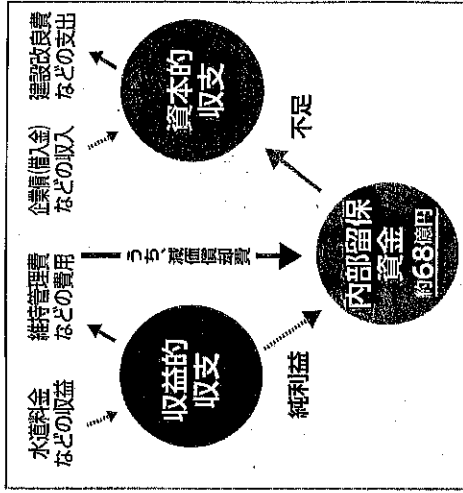 水道料金
などの収益
維持管理費
などの費用
企業債(借入金)
などの収入
建設改良費
などの支出
収益的
収支
うち、減価償却費
資本的
収支
純利益
不足
内部留保
資金
約6.8億円